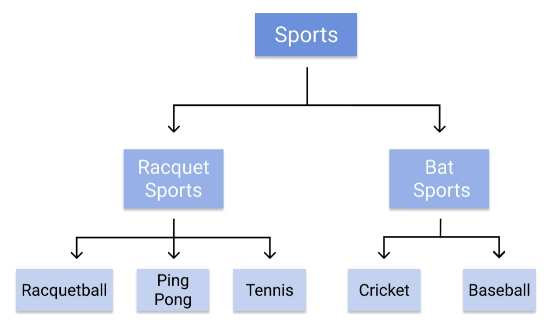 Sports
Racquet
Sports
Bat
Sports
Racquetball
Ping
Pong
Tennis
Cricket
Baseball